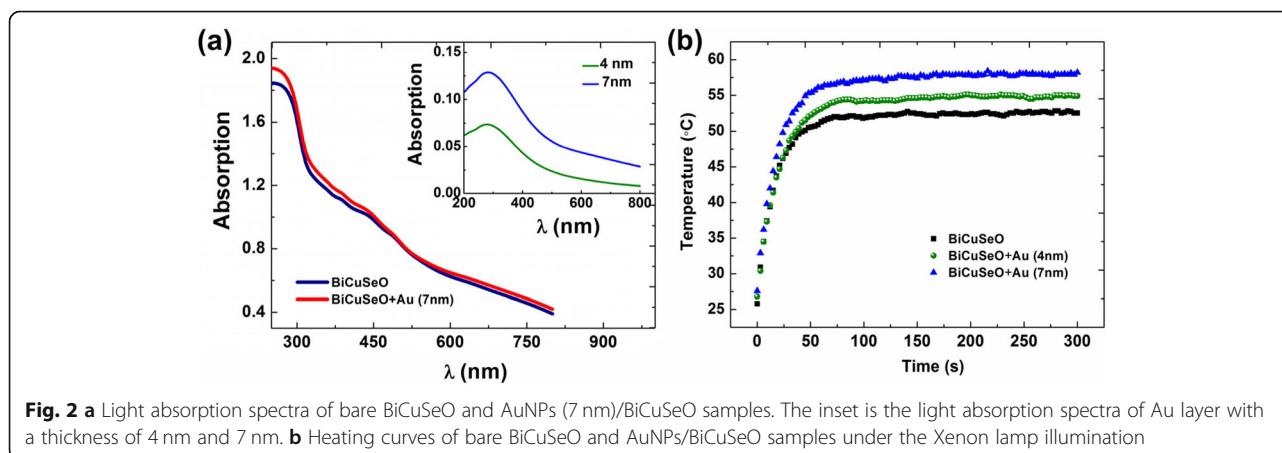 (a)
2.0
1.6
1.2
0.8
0.4
Absorption
300
450
600
750
900
λ (nm)
BiCuSeO
BiCuSeO+Au (7nm)
0.15
0.10
0.05
0.00
Absorption
200
400
600
800
λ (nm)
4 nm
7nm
(b)
60
55
50
45
40
35
30
25
Temperature (◦C)
0
50
100
150
200
250
300
Time (s)
BiCuSeO
BiCuSeO+Au (4nm)
BiCuSeO+Au (7nm)
Fig. 2 a Light absorption spectra of bare BiCuSeO and AuNPs (7 nm)/BiCuSeO samples. The inset is the light absorption spectra of Au layer with
a thickness of 4 nm and 7 nm. b Heating curves of bare BiCuSeO and AuNPs/BiCuSeO samples under the Xenon lamp illumination